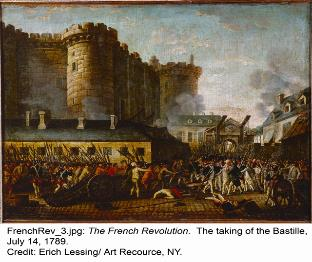 FrenchRev_3.jpg: The French Revolution. The taking of the Bastille,
July 14, 1789.
Credit: Erich Lessing/ Art Recource, NY.